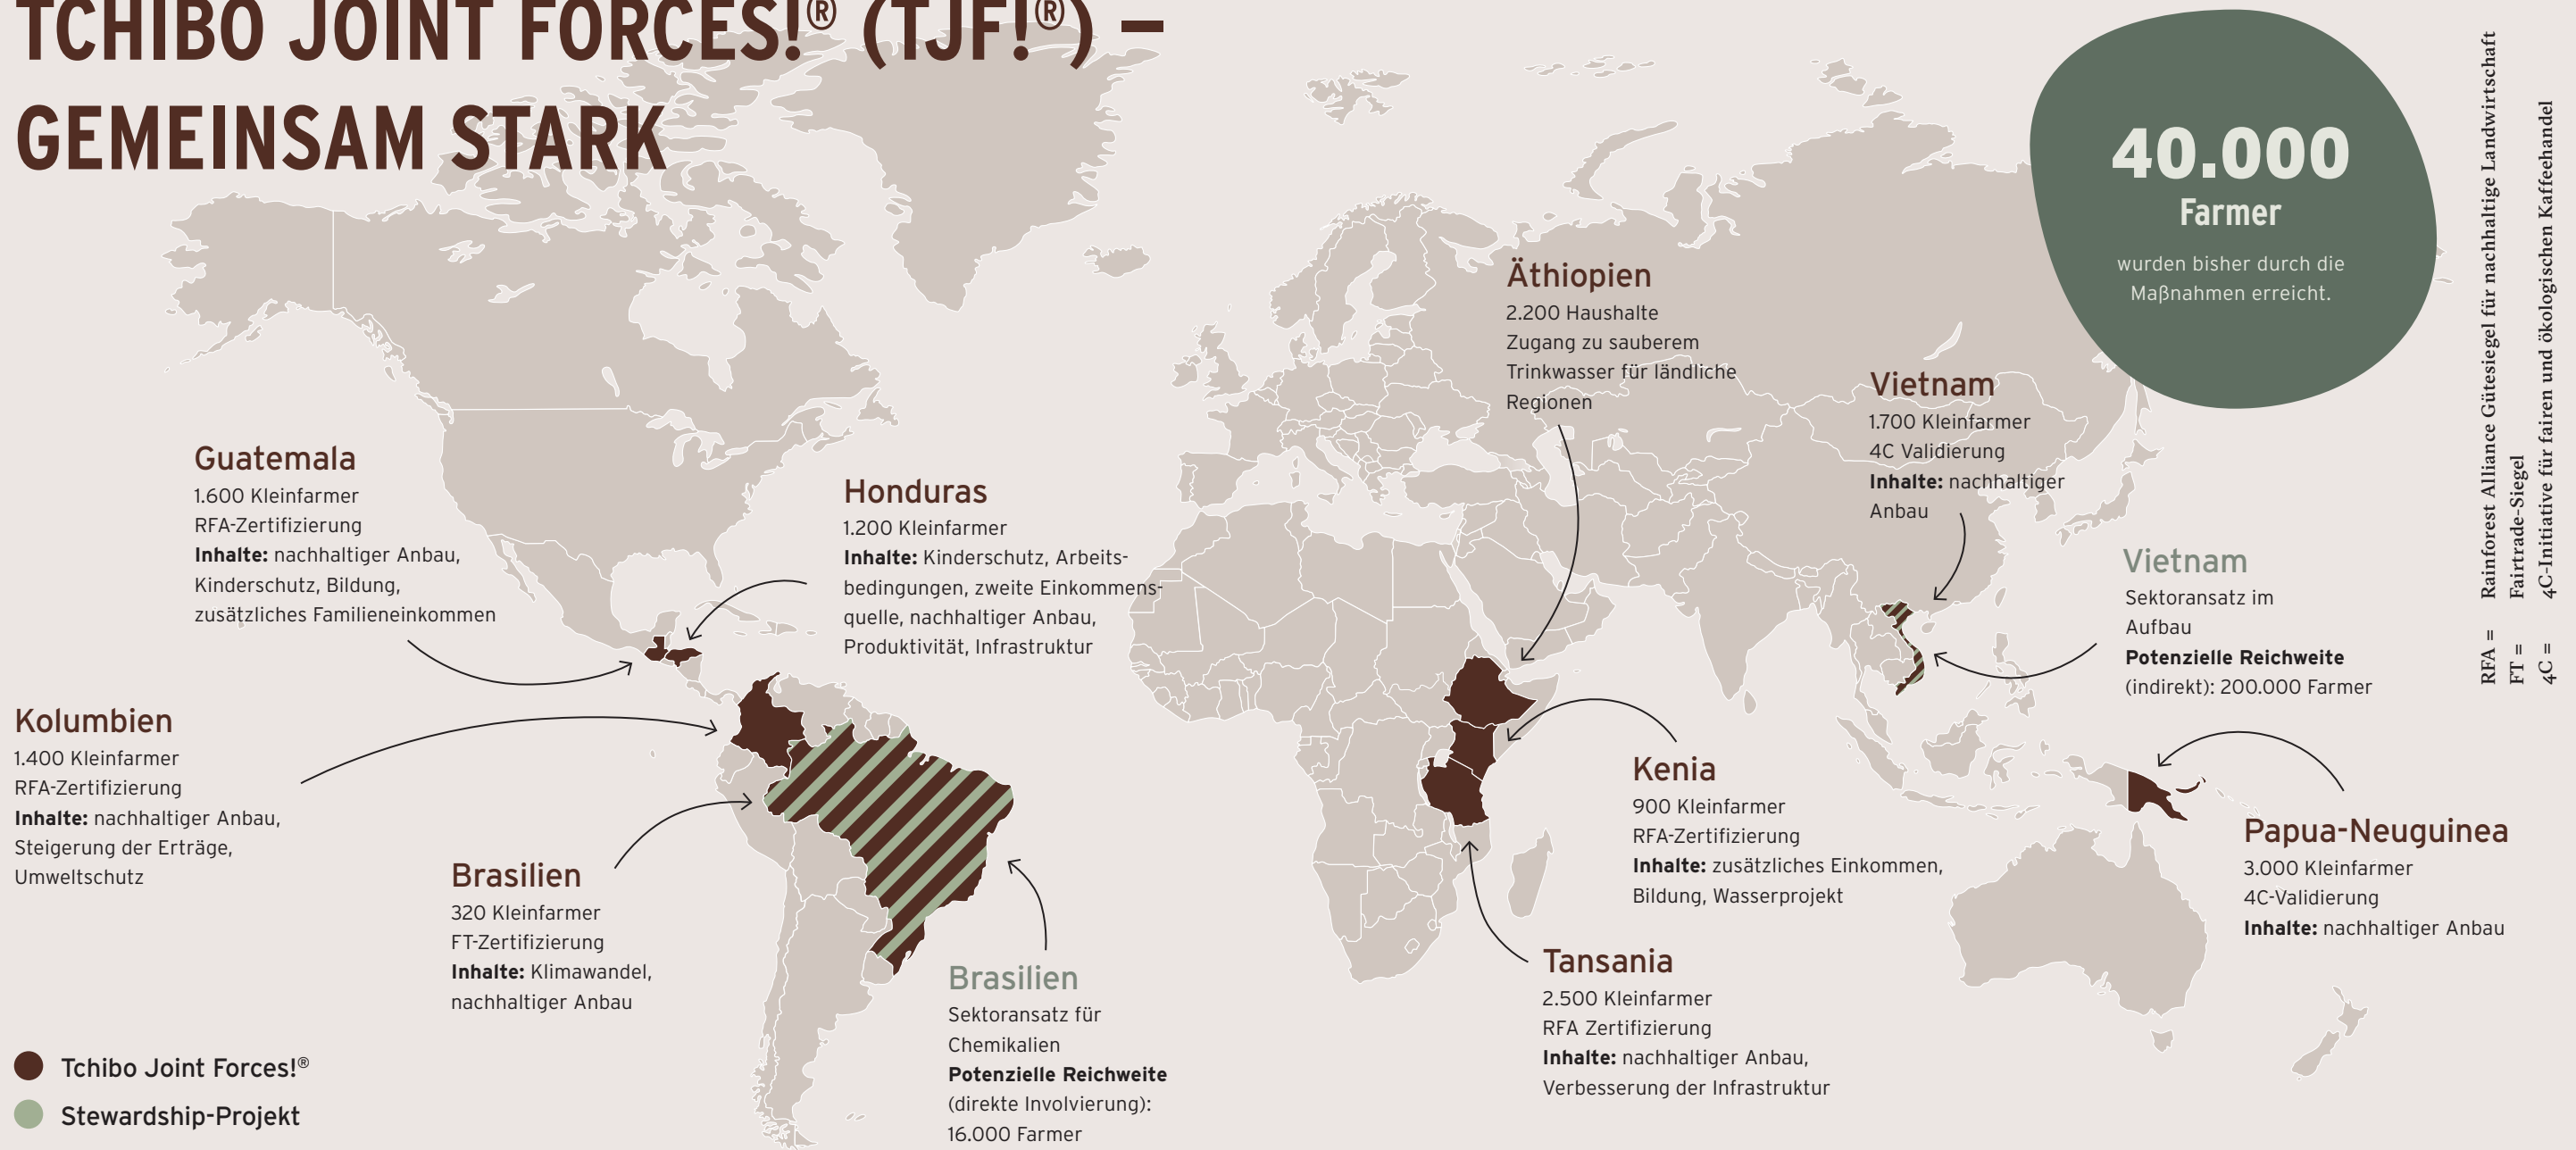 TCHIBO JOINT FORCES!® (TJF!®) –
GEMEINSAM STARK
40.000
Farmer
wurden bisher durch die
Maßnahmen erreicht.
RFA = Rainforest Alliance Gütesiegel für nachhaltige Landwirtschaft
FT = Fairtrade-Siegel
4C = 4C-Initiative für fairen und ökologischen Kaffeehandel
Äthiopien
2.200 Haushalte
Zugang zu sauberem
Trinkwasser für ländliche
Regionen
Vietnam
1.700 Kleinfarmer
4C Validierung
Inhalte: nachhaltiger
Anbau
Guatemala
1.600 Kleinfarmer
RFA-Zertifizierung
Inhalte: nachhaltiger Anbau,
Kinderschutz, Bildung,
zusätzliches Familieneinkommen
Honduras
1.200 Kleinfarmer
Inhalte: Kinderschutz, Arbeits-
bedingungen, zweite Einkommens-
quelle, nachhaltiger Anbau,
Produktivität, Infrastruktur
Vietnam
Sektoransatz im
Aufbau
Potenzielle Reichweite
(indirekt): 200.000 Farmer
Kolumbien
1.400 Kleinfarmer
RFA-Zertifizierung
Inhalte: nachhaltiger Anbau,
Steigerung der Erträge,
Umweltschutz
Kenia
900 Kleinfarmer
RFA-Zertifizierung
Inhalte: zusätzliches Einkommen,
Bildung, Wasserprojekt
Papua-Neuguinea
3.000 Kleinfarmer
4C-Validierung
Inhalte: nachhaltiger Anbau
Brasilien
320 Kleinfarmer
FT-Zertifizierung
Inhalte: Klimawandel,
nachhaltiger Anbau
Brasilien
Sektoransatz für
Chemikalien
Potenzielle Reichweite
(direkte Involvierung):
16.000 Farmer
Tansania
2.500 Kleinfarmer
RFA Zertifizierung
Inhalte: nachhaltiger Anbau,
Verbesserung der Infrastruktur
Tchibo Joint Forces!®
Stewardship-Projekt